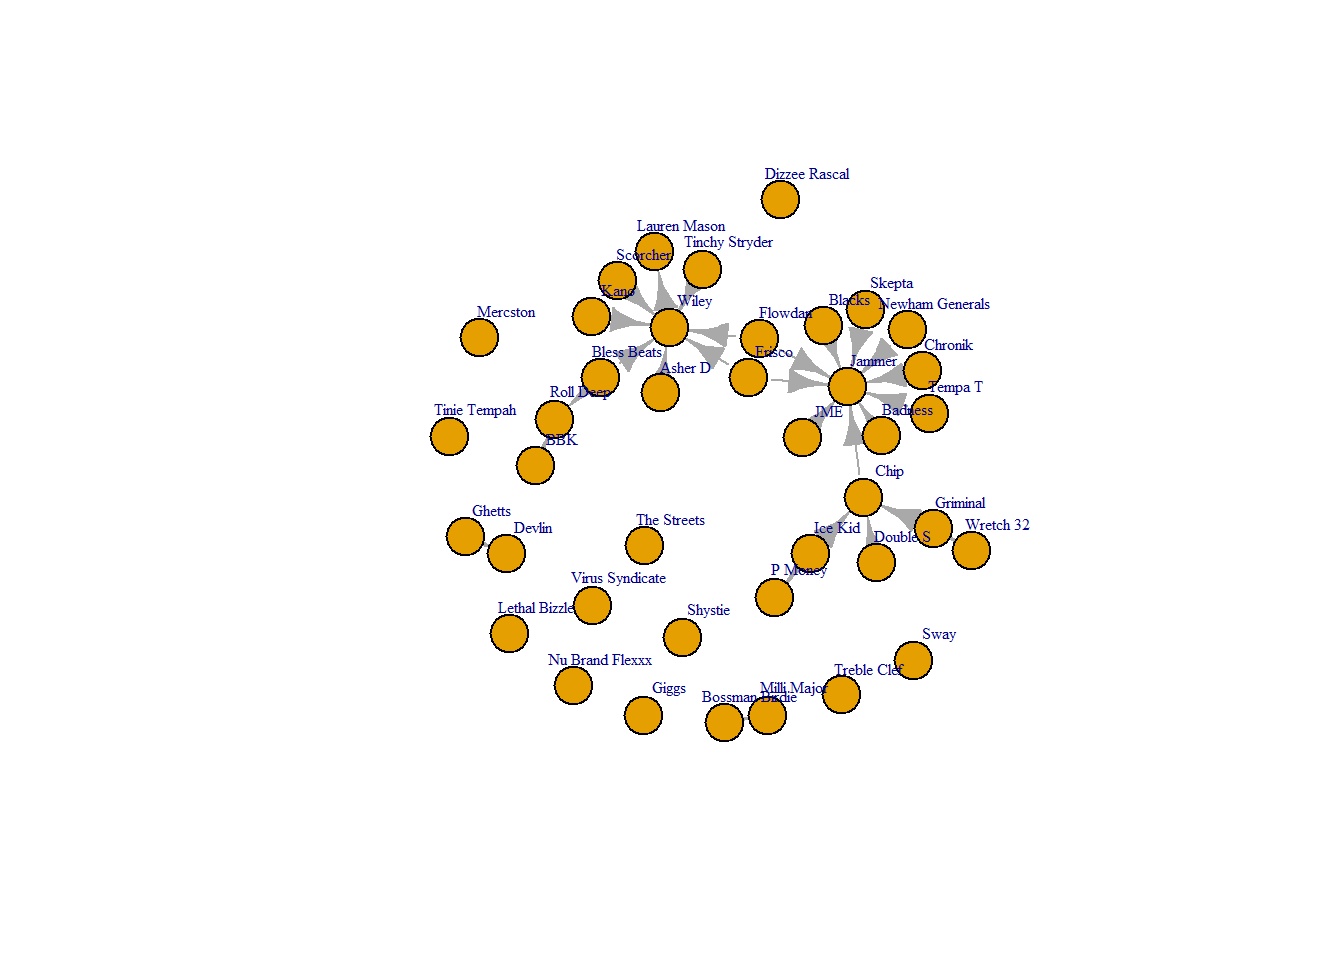 Dizzee Rascal
Lauren Mason
Tinchy Stryder
Scorcher
Kano
Wiley
Mercston
Flowdan
Blacks
Skepta
Newham Generals
Chronik
Bless Beats
Asher D
Frisco
Jammer
Tempa T
Roll Deep
BBK
Tinie Tempah
JME
Badness
Chip
Ghetts
Devlin
The Streets
Ice Kid
Double S
Griminal
Wretch 32
P Money
Virus Syndicate
Lethal Bizzle
Shystie
Sway
Nu Brand Flexxx
Giggs
Bossman Birdie
Milli Major
Treble Clef